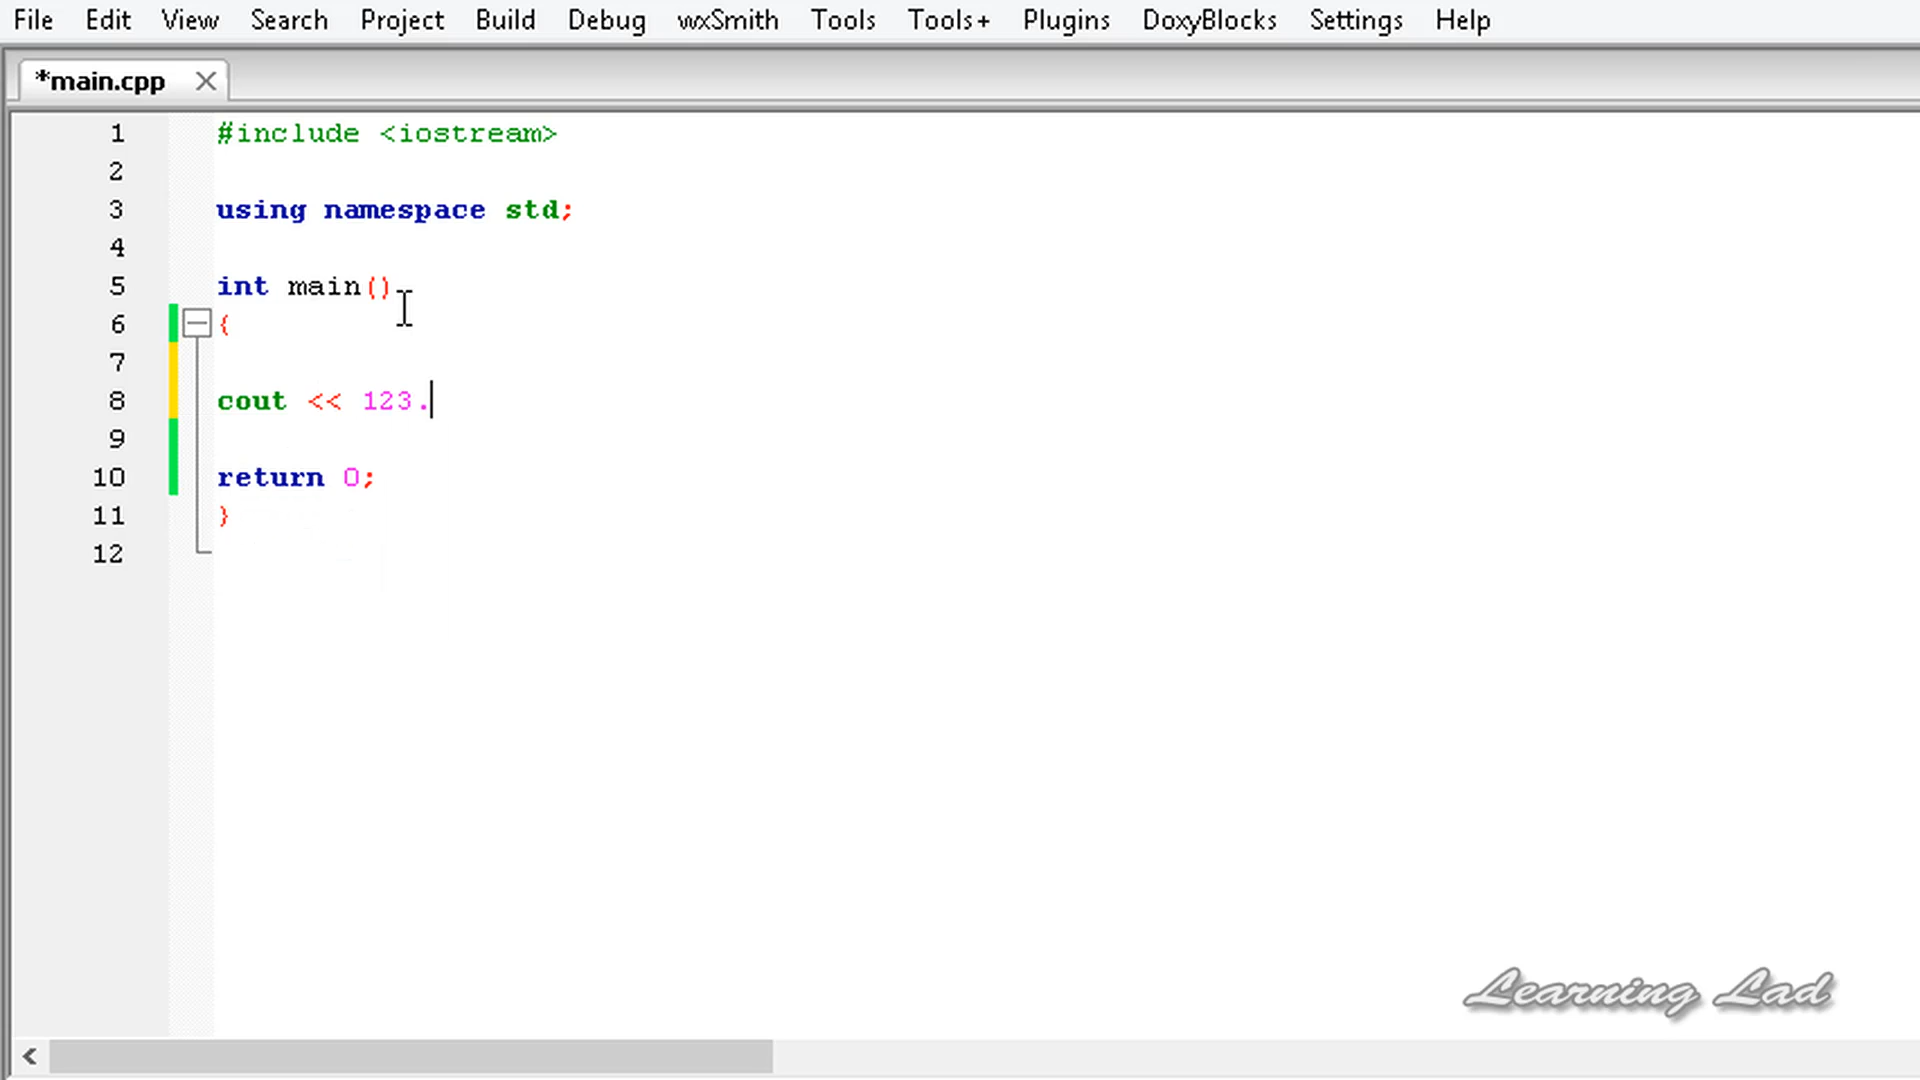 File Edit View Search Project Build Debug wxSmith Tools Tools+ Plugins DoxyBlocks Settings Help
*main.cpp
1 #include <iostream>
2
3 using namespace std;
4
5 int main()
6 {
7
8 cout << 123.
9
10 return 0;
11 }
12
Learning Lad